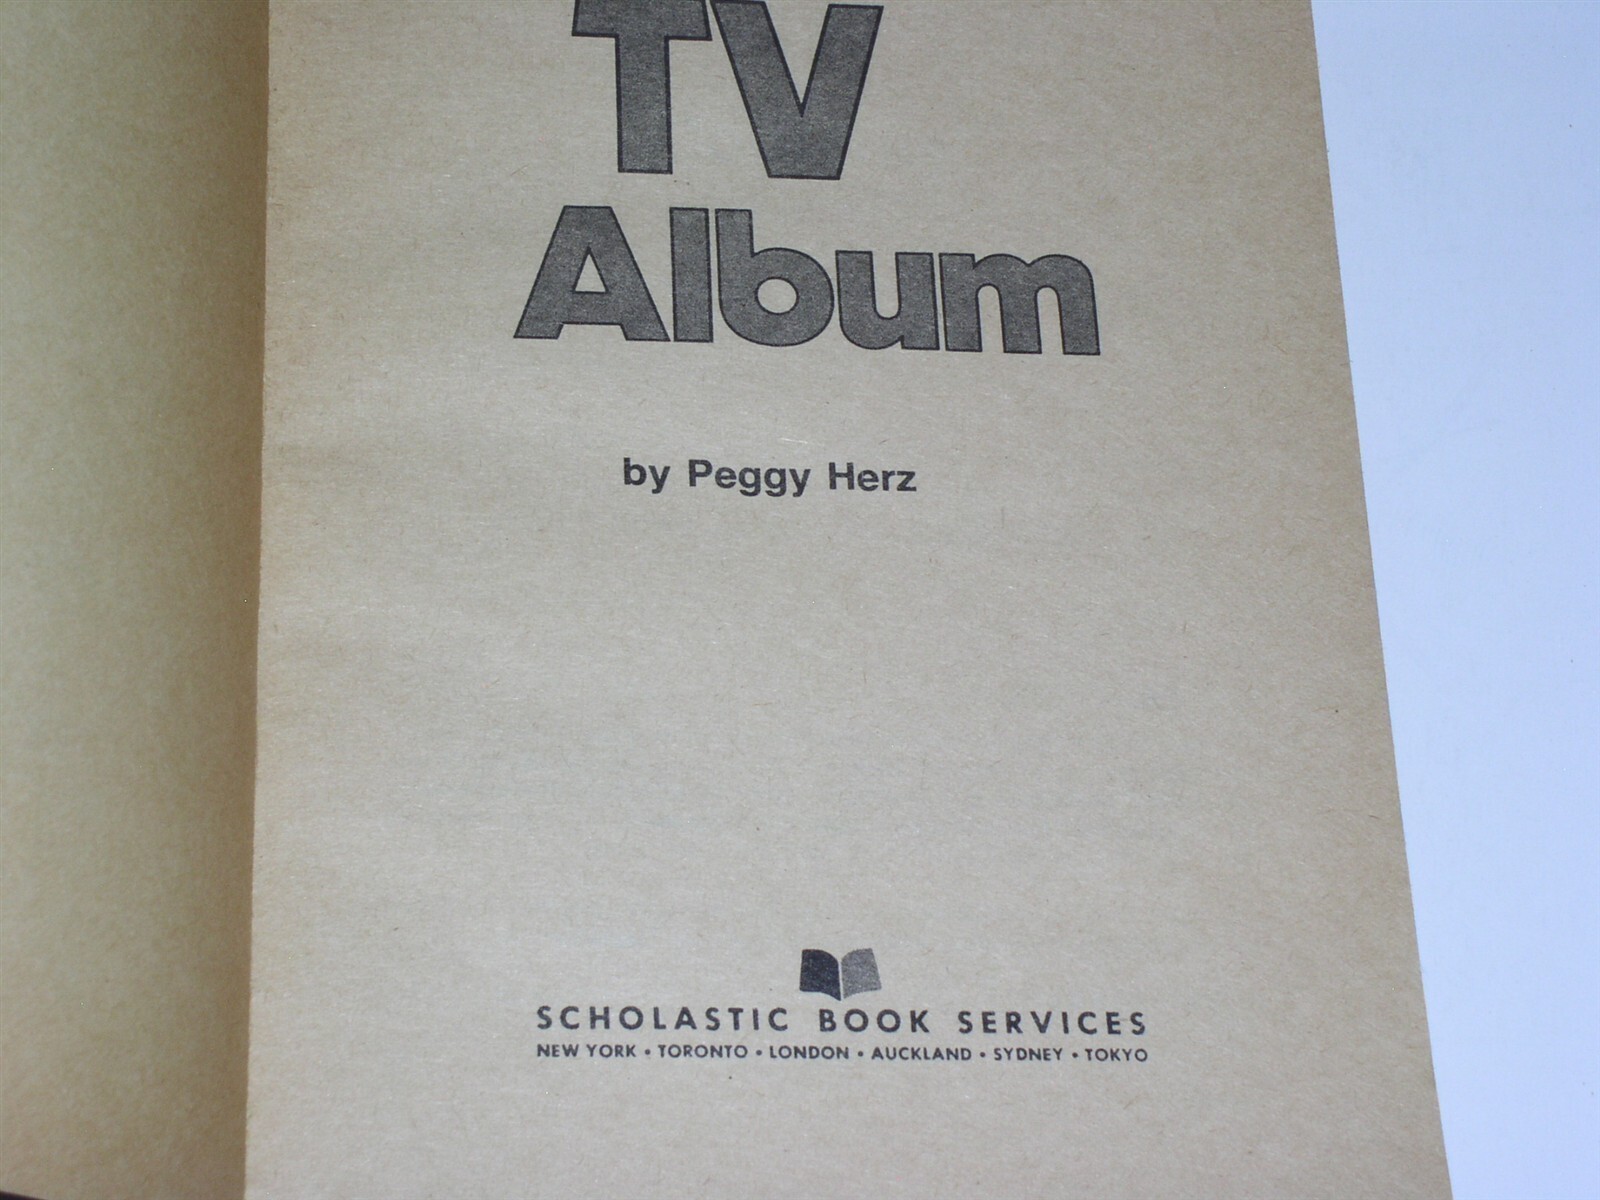 TV
Album
by Peggy Herz
SCHOLASTIC BOOK SERVICES
NEW YORK • TORONTO • LONDON • AUCKLAND • SYDNEY • TOKYO